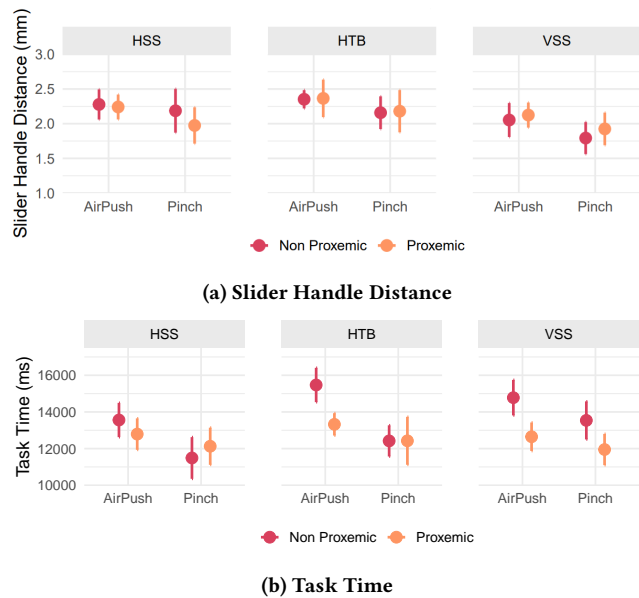 HSS HTB VSS
Slider Handle Distance (mm)
3.0
2.5
2.0
1.5
1.0
AirPush Pinch AirPush Pinch AirPush Pinch
Non Proxemic Proxemic
(a) Slider Handle Distance
HSS HTB VSS
Task Time (ms)
16000
14000
12000
10000
AirPush Pinch AirPush Pinch AirPush Pinch
Non Proxemic Proxemic
(b) Task Time